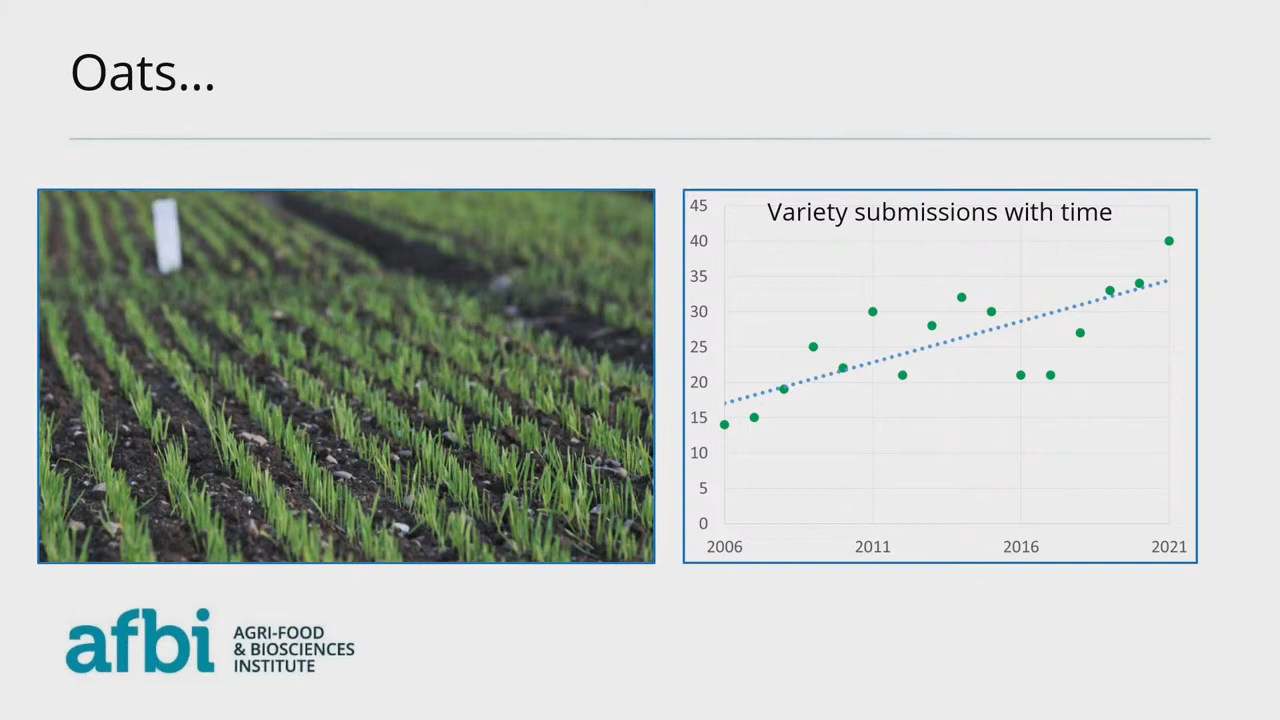 Oats...
Variety submissions with time
45
40
35
30
25
20
15
10
5
0
2006 2011 2016 2021
afbi
AGRI-FOOD
& BIOSCIENCES
INSTITUTE